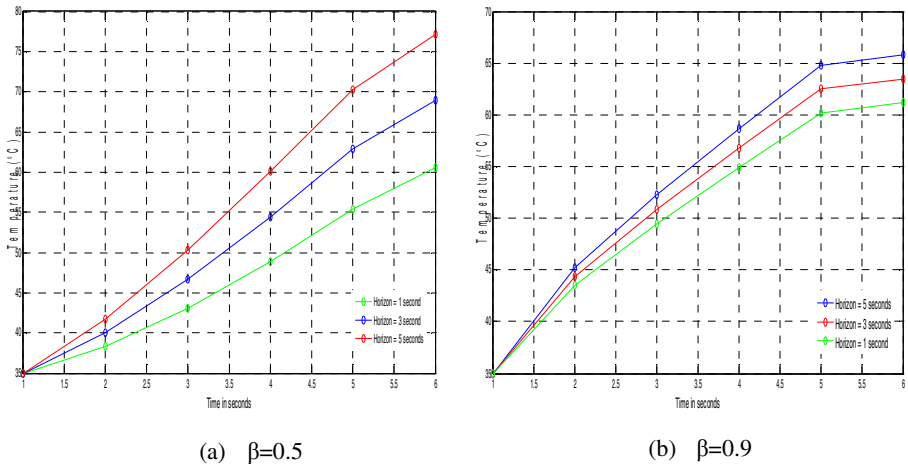 80
75
70
65
60
55
50
45
40
35
Temperature (°C)
1 1.5 2 2.5 3 3.5 4 4.5 5 5.5 6
Time in seconds
Horizon = 1 second
Horizon = 3 second
Horizon = 5 seconds
(a) β=0.5
70
65
60
55
50
45
40
35
Temperature (°C)
1 1.5 2 2.5 3 3.5 4 4.5 5 5.5 6
Time in seconds
Horizon = 5 seconds
Horizon = 3 seconds
Horizon = 1 second
(b) β=0.9